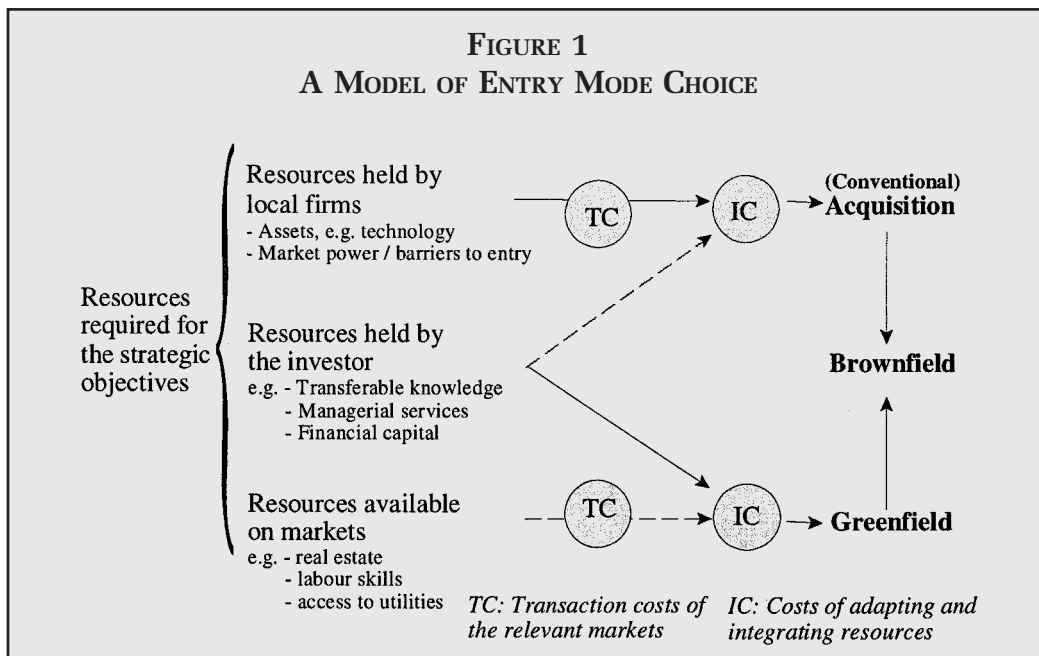 FIGURE 1
A MODEL OF ENTRY MODE CHOICE
Resources
required for
the strategic
objectives
Resources held by
local firms
- Assets, e.g. technology
- Market power / barriers to entry
Resources held by
the investor
e.g. - Transferable knowledge
- Managerial services
- Financial capital
Resources available
on markets
e.g. - real estate
- labour skills
- access to utilities
TC
IC
(Conventional)
Acquisition
Brownfield
TC
IC
Greenfield
TC: Transaction costs of
the relevant markets
IC: Costs of adapting and
integrating resources